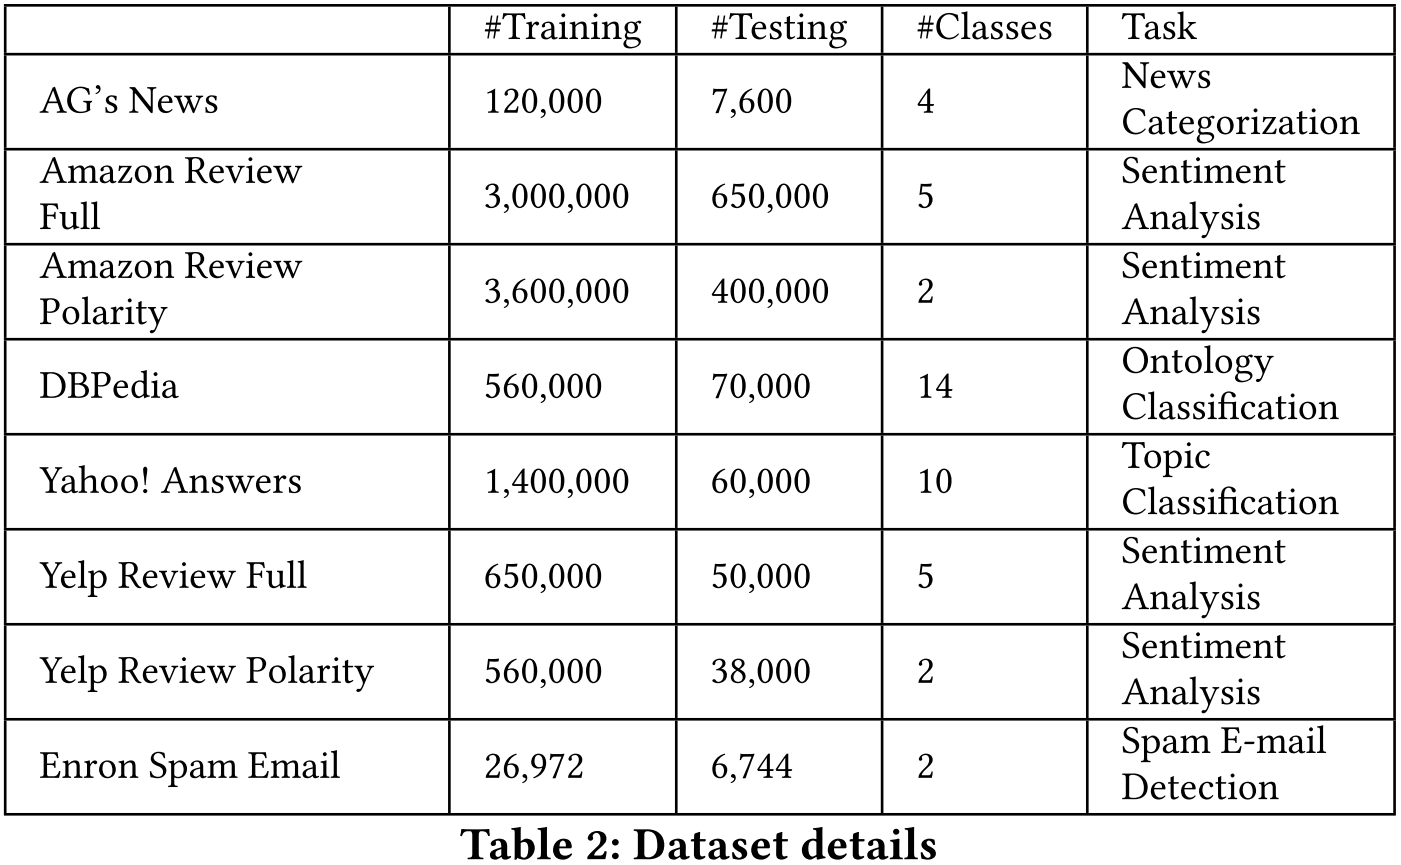 #Training #Testing #Classes Task
AG’s News 120,000 7,600 4 News
Categorization
Amazon Review
Full 3,000,000 650,000 5 Sentiment
Analysis
Amazon Review
Polarity 3,600,000 400,000 2 Sentiment
Analysis
DBPedia 560,000 70,000 14 Ontology
Classification
Yahoo! Answers 1,400,000 60,000 10 Topic
Classification
Yelp Review Full 650,000 50,000 5 Sentiment
Analysis
Yelp Review Polarity 560,000 38,000 2 Sentiment
Analysis
Enron Spam Email 26,972 6,744 2 Spam E-mail
Detection
Table 2: Dataset details